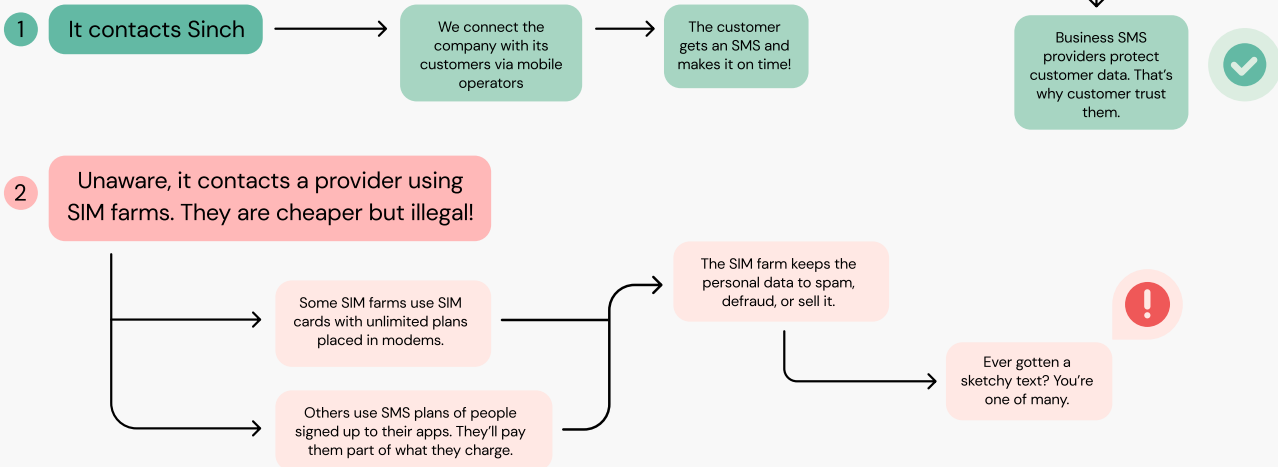 1
It contacts Sinch
We connect the
company with its
customers via mobile
operators
The customer
gets an SMS and
makes it on time!
Business SMS
providers protect
customer data. That's
why customer trust
them.
2
Unaware, it contacts a provider using
SIM farms. They are cheaper but illegal!
Some SIM farms use SIM
cards with unlimited plans
placed in modems.
Others use SMS plans of people
signed up to their apps. They'll pay
them part of what they charge.
The SIM farm keeps the
personal data to spam,
defraud, or sell it.
Ever gotten a
sketchy text? You're
one of many.